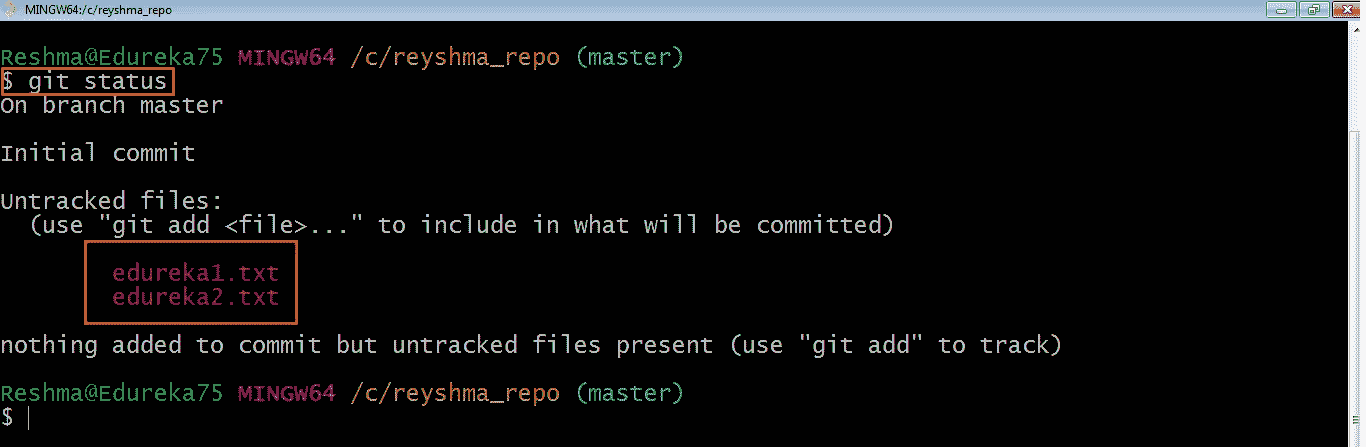 MINGW64:/c/reyshma_repo
Reshma@Edureka75 MINGW64 /c/reyshma_repo (master)
$ git status
On branch master
Initial commit
Untracked files:
(use "git add <file>..." to include in what will be committed)
edureka1.txt
edureka2.txt
nothing added to commit but untracked files present (use "git add" to track)
Reshma@Edureka75 MINGW64 /c/reyshma_repo (master)
$